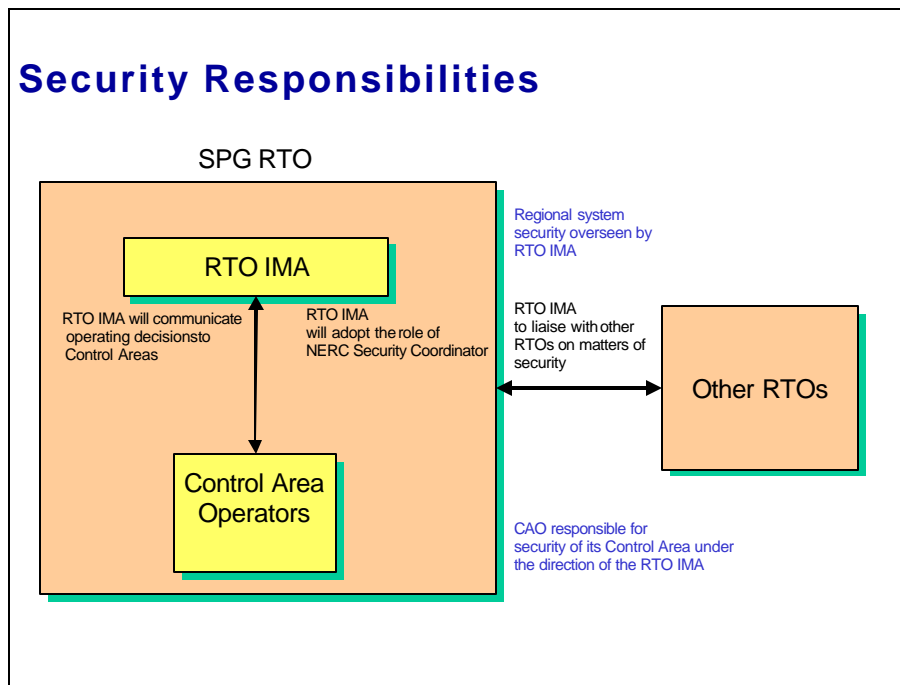 Security Responsibilities
SPG RTO
RTO IMA
RTO IMA will communicate
operating decisionsto
Control Areas
RTO IMA
will adopt the role of
NERC Security Coordinator
Control Area
Operators
Regional system
security overseen by
RTO IMA
RTO IMA
to liaise with other
RTOs on matters of
security
Other RTOs
CAO responsible for
security of its Control Area under
the direction of the RTO IMA